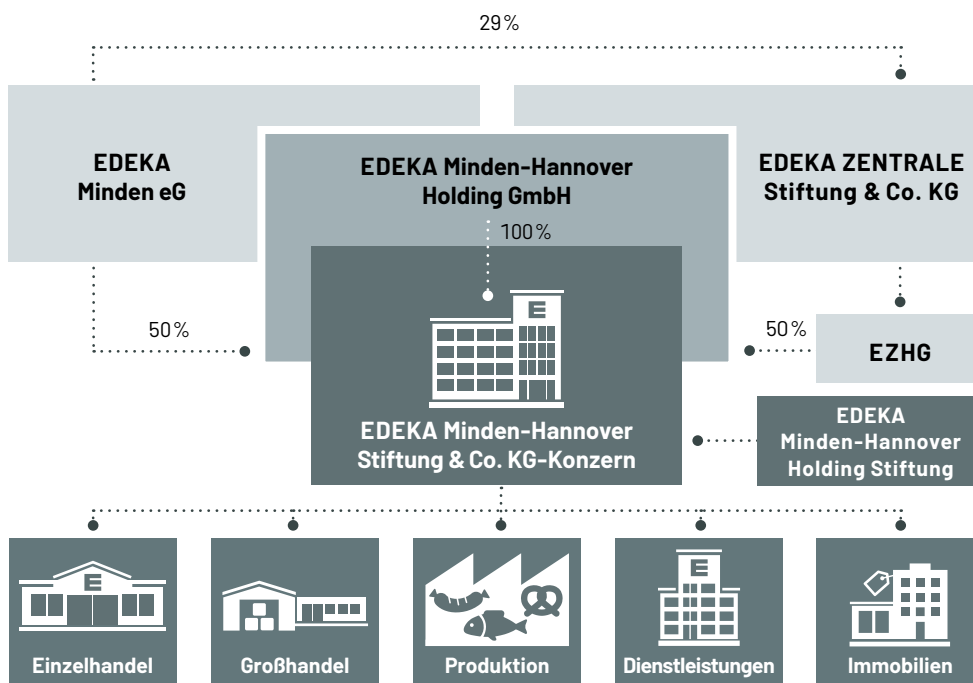 29%
EDEKA
Minden eG
EDEKA Minden-Hannover
Holding GmbH
EDEKA ZENTRALE
Stiftung & Co. KG
100%
50%
50%
EZHG
E
EDEKA Minden-Hannover
Stiftung & Co. KG-Konzern
EDEKA
Minden-Hannover
Holding Stiftung
E
E
Einzelhandel
Großhandel
Produktion
Dienstleistungen
Immobilien